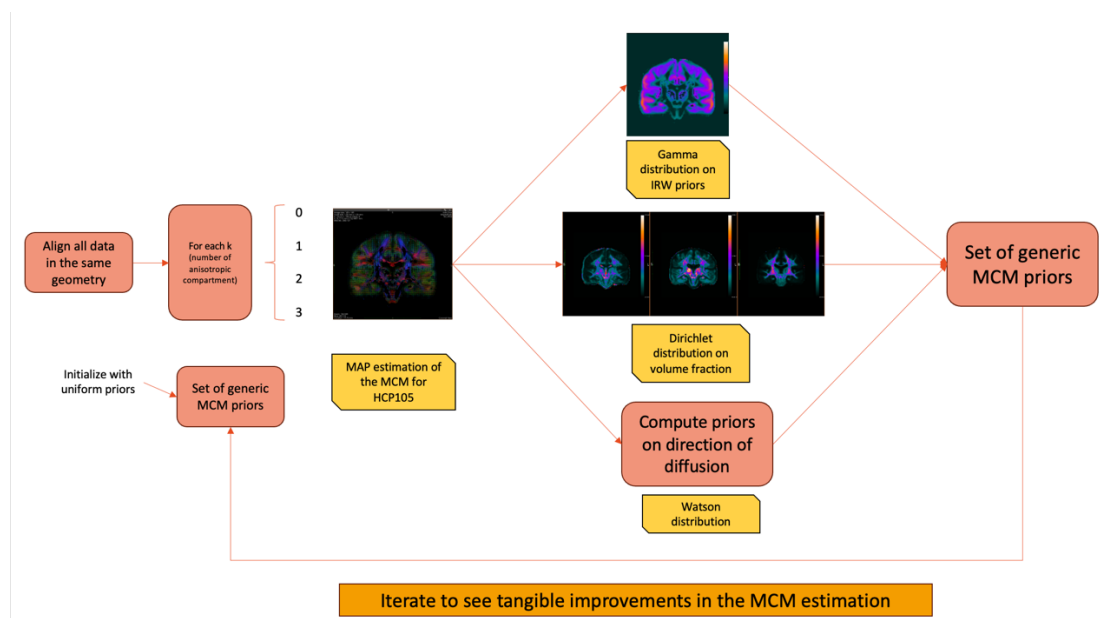 Align all data
in the same
geometry
For each k
(number of
anisotropic
compartment)
0
1
2
3
MAP estimation of
the MCM for
HCP105
Initialize with
uniform priors
Set of generic
MCM priors
Gamma
distribution on
IRW priors
Dirichlet
distribution on
volume fraction
Compute priors
on direction of
diffusion
Watson
distribution
Set of generic
MCM priors
Iterate to see tangible improvements in the MCM estimation